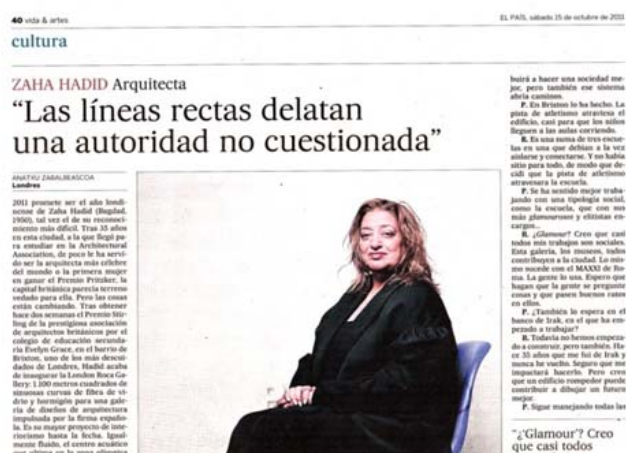 40 vida & artes
EL PAÍS, sábado 15 de octubre de 2011
cultura
ZAHA HADID Arquitecta
“Las líneas rectas delatan
una autoridad no cuestionada”
ANATXU ZABALBEASCOA
Londres
2011 promete ser el año londi-
nense de Zaha Hadid (Bagdad,
1950), tal vez el de su reconoci-
miento más difícil. Tras 35 años
en esta ciudad, a la que llegó pa-
ra estudiar en la Architectural
Association, de poco le ha servi-
do ser la arquitecta más célebre
del mundo o la primera mujer
en ganar el Premio Pritzker, la
capital británica parecía terreno
vedado para ella. Pero las cosas
están cambiando. Tras obtener
hace dos semanas el Premio Stir-
ling de la prestigiosa asociación
de arquitectos británicos por el
colegio de educación secunda-
ria Evelyn Grace, en el barrio de
Brixton, uno de los más descui-
dados de Londres, Hadid acaba
de inaugurar la London Roca Ga-
llery: 1.100 metros cuadrados de
sinuosas curvas de fibra de vi-
drio y hormigón para una gale-
ría de diseños de arquitectura
impulsada por la firma españo-
la. Es su mayor proyecto de inte-
riorismo hasta la fecha. Igual-
mente fluido, el centro acuático
buirá a hacer una sociedad me-
jor, pero también ese sistema
abría caminos.
P. En Brixton lo ha hecho. La
pista de atletismo atraviesa el
edificio, casi para que los niños
lleguen a las aulas corriendo.
R. Es una suma de tres escue-
las en una que debían a la vez
aislarse y conectarse. Y no había
sitio para todo, de modo que de-
cidí que la pista de atletismo
atravesara la escuela.
P. Se ha sentido mejor traba-
jando con una tipología social,
como la escuela, que con sus
más glamourosos y elitistas en-
cargos...
R. ¿Glamour? Creo que casi
todos mis trabajos son sociales.
Esta galería, los museos, todos
contribuyen a la ciudad. Lo mis-
mo sucede con el MAXXI de Ro-
ma. La gente lo usa. Espero que
hagan que la gente se pregunte
cosas y que pasen buenos ratos
en ellos.
P. ¿También lo espera en el
banco de Irak, en el que ha em-
pezado a trabajar?
R. Todavía no hemos empeza-
do a construir, pero también. Ha-
ce 35 años que me fui de Irak y
nunca he vuelto. Seguro que me
impactará hacerlo. Pero creo
que un edificio rompedor puede
contribuir a dibujar un futuro
mejor.
P. Sigue manejando todas las
“¿‘Glamour’? Creo
que casi todos